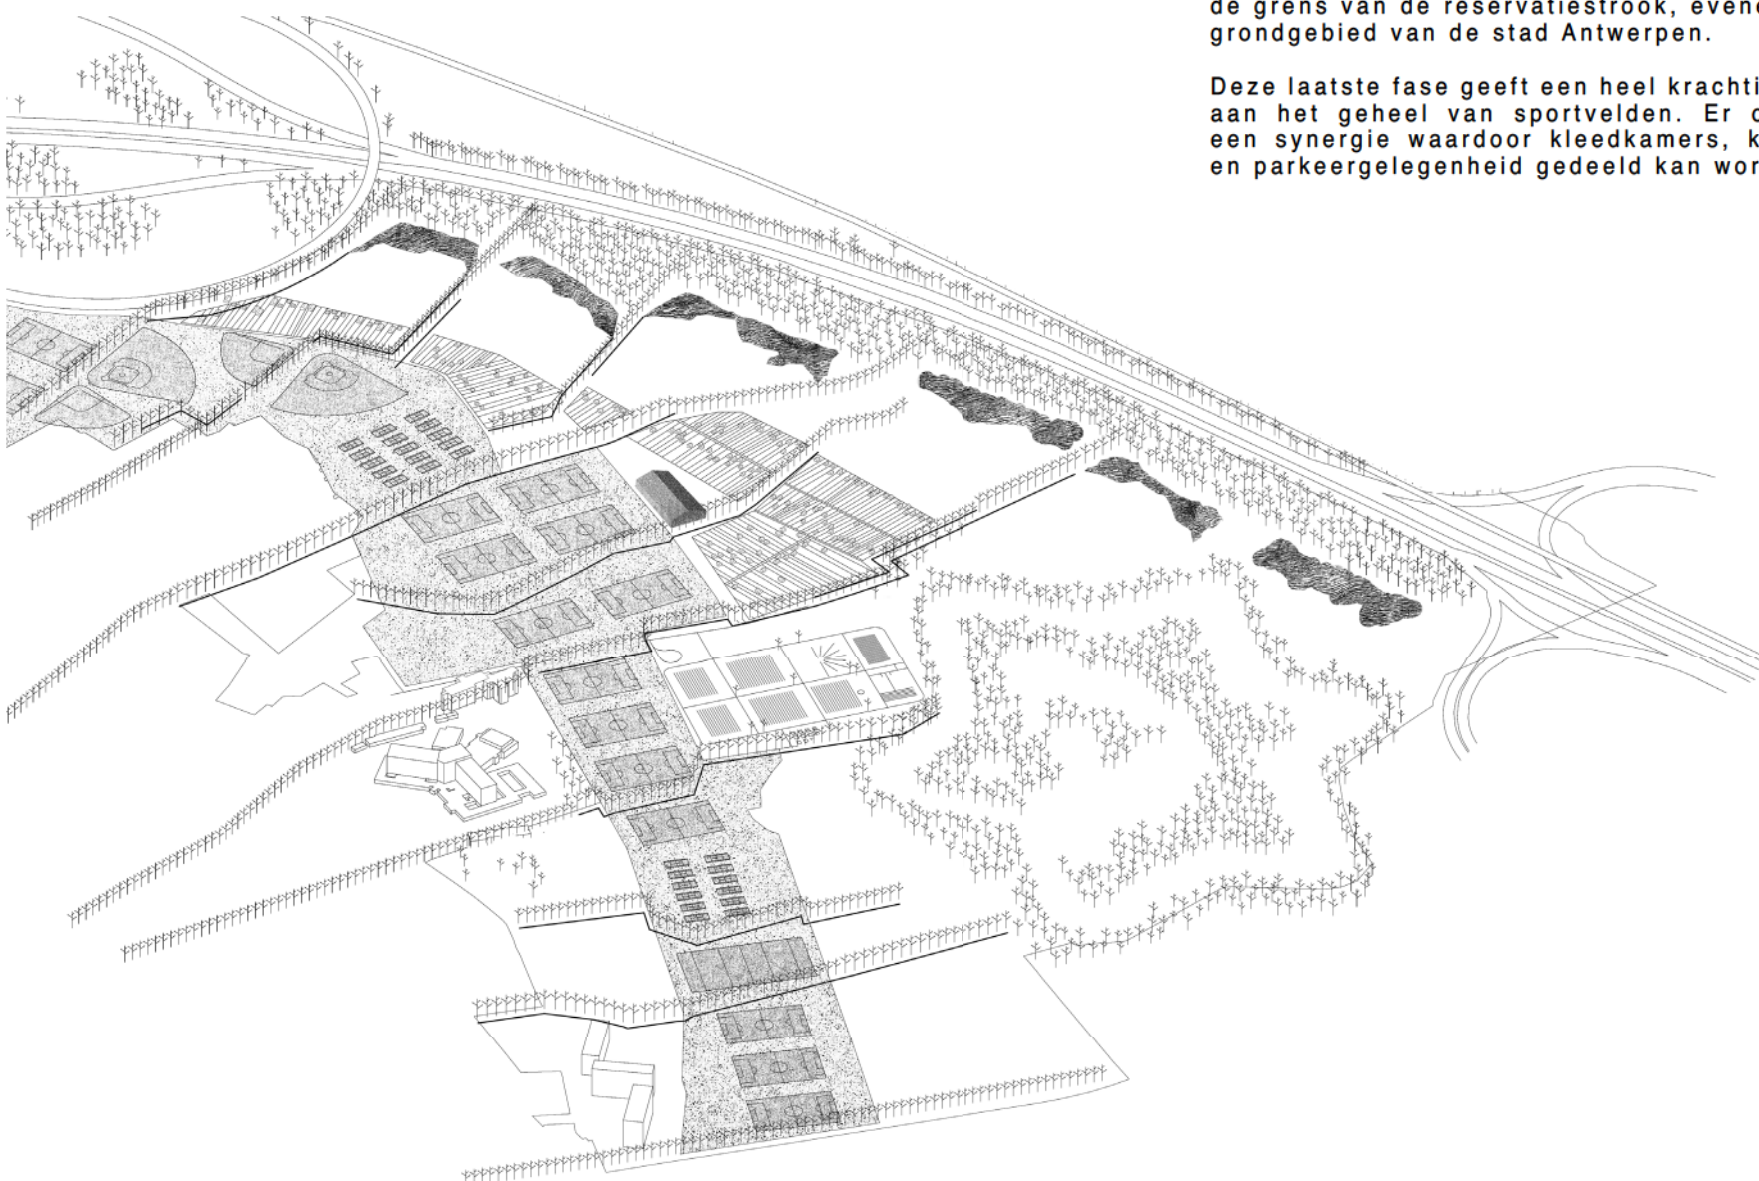 de grens van de reservatiestrook, even
grondgebied van de stad Antwerpen.
Deze laatste fase geeft een heel krachti
aan het geheel van sportvelden. Er
een synergie waardoor kleedkamers, k
en parkeergelegenheid gedeeld kan wor